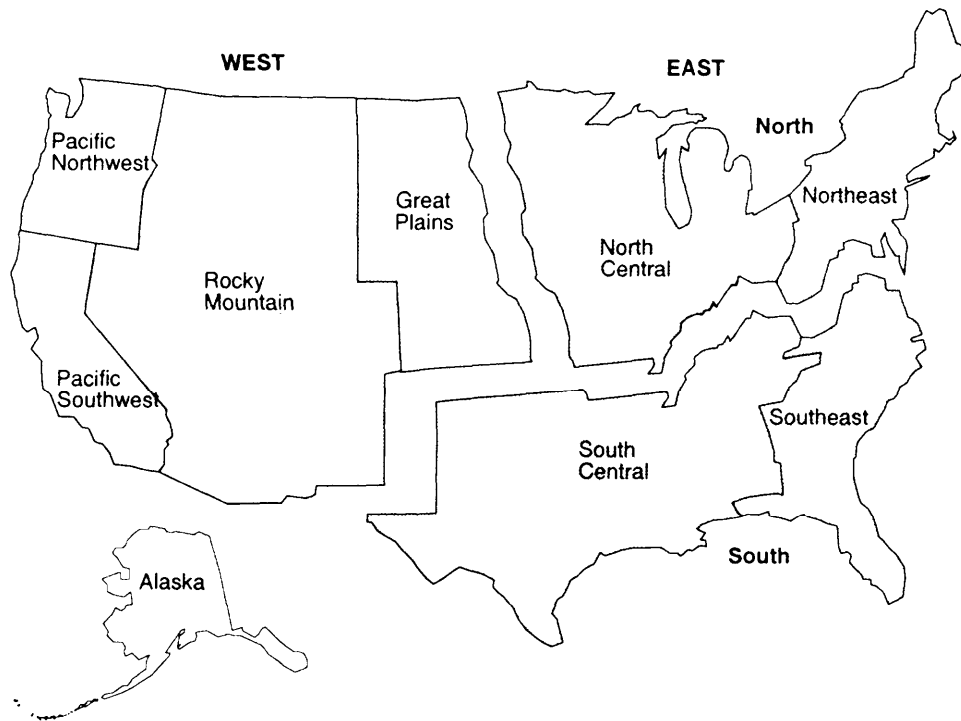 WEST
EAST
North
Pacific
Northwest
Great
Plains
Northeast
North
Central
Rocky
Mountain
Pacific
Southwest
Southeast
South
Central
South
Alaska